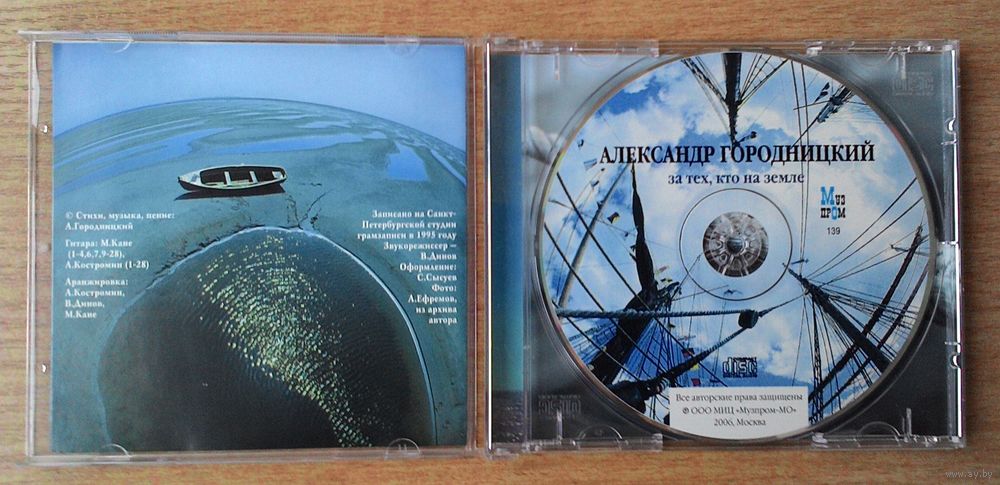 © Стихи, музыка, пение:
А.Городницкий
Гитара: М.Кане
(1-4,6,7,9-28),
А.Костромин (1-28)
Аранжировка:
А.Костромин,
В.Динов,
М.Кане
Записано на Санкт-
Петербургской студии
грамзаписи в 1995 году
Звукорежиссер –
В.Динов
Оформление:
С.Сысуев
Фото:
А.Ефремов,
из архива
автора
АЛЕКСАНДР ГОРОДНИЦКИЙ
за тех, кто на земле
Муз
пром
139
disc
Все авторские права защищены
℗ ООО МИЦ «Музпром-МО»
2006, Москва
www.ay.by